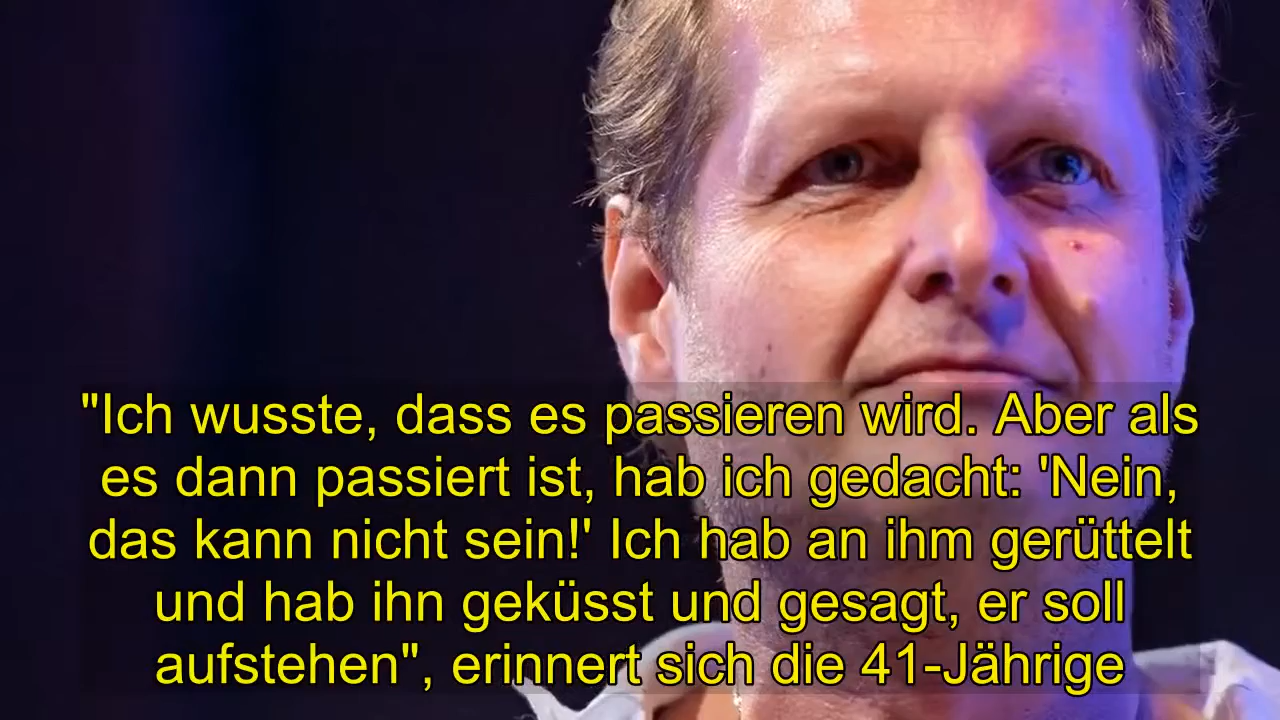 "Ich wusste, dass es passieren wird. Aber als
es dann passiert ist, hab ich gedacht: 'Nein,
das kann nicht sein!' Ich hab an ihm gerüttelt
und hab ihn geküsst und gesagt, er soll
aufstehen", erinnert sich die 41-Jährige